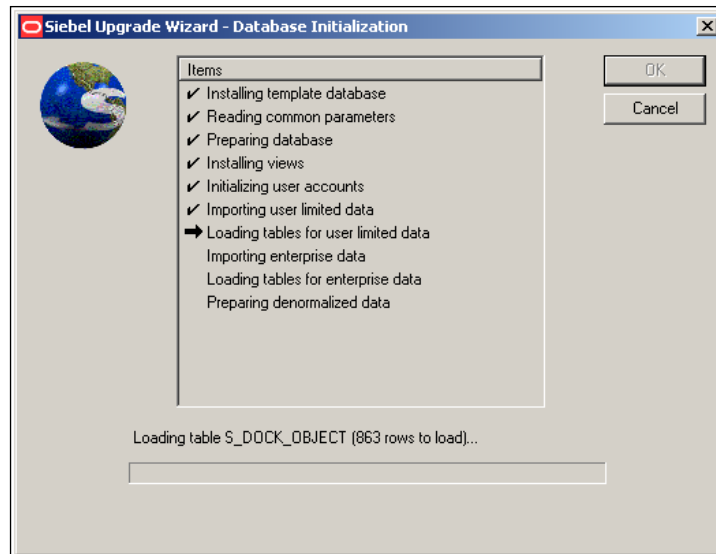 Siebel Upgrade Wizard - Database Initialization
Items
Installing template database
Reading common parameters
Preparing database
Installing views
Initializing user accounts
Importing user limited data
Loading tables for user limited data
Importing enterprise data
Loading tables for enterprise data
Preparing denormalized data
OK
Cancel
Loading table S_DOCK_OBJECT (863 rows to load)...